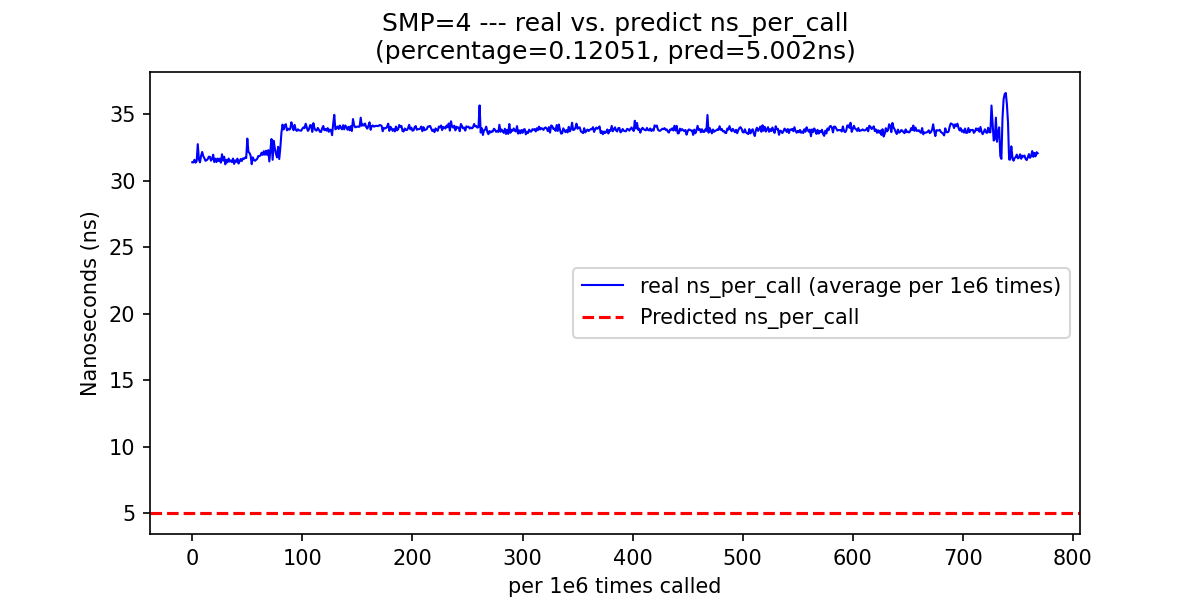 SMP=4 --- real vs. predict ns_per_call
(percentage=0.12051, pred=5.002ns)
35
30
25
20
15
10
5
Nanoseconds (ns)
real ns_per_call (average per 1e6 times)
Predicted ns_per_call
0 100 200 300 400 500 600 700 800
per 1e6 times called